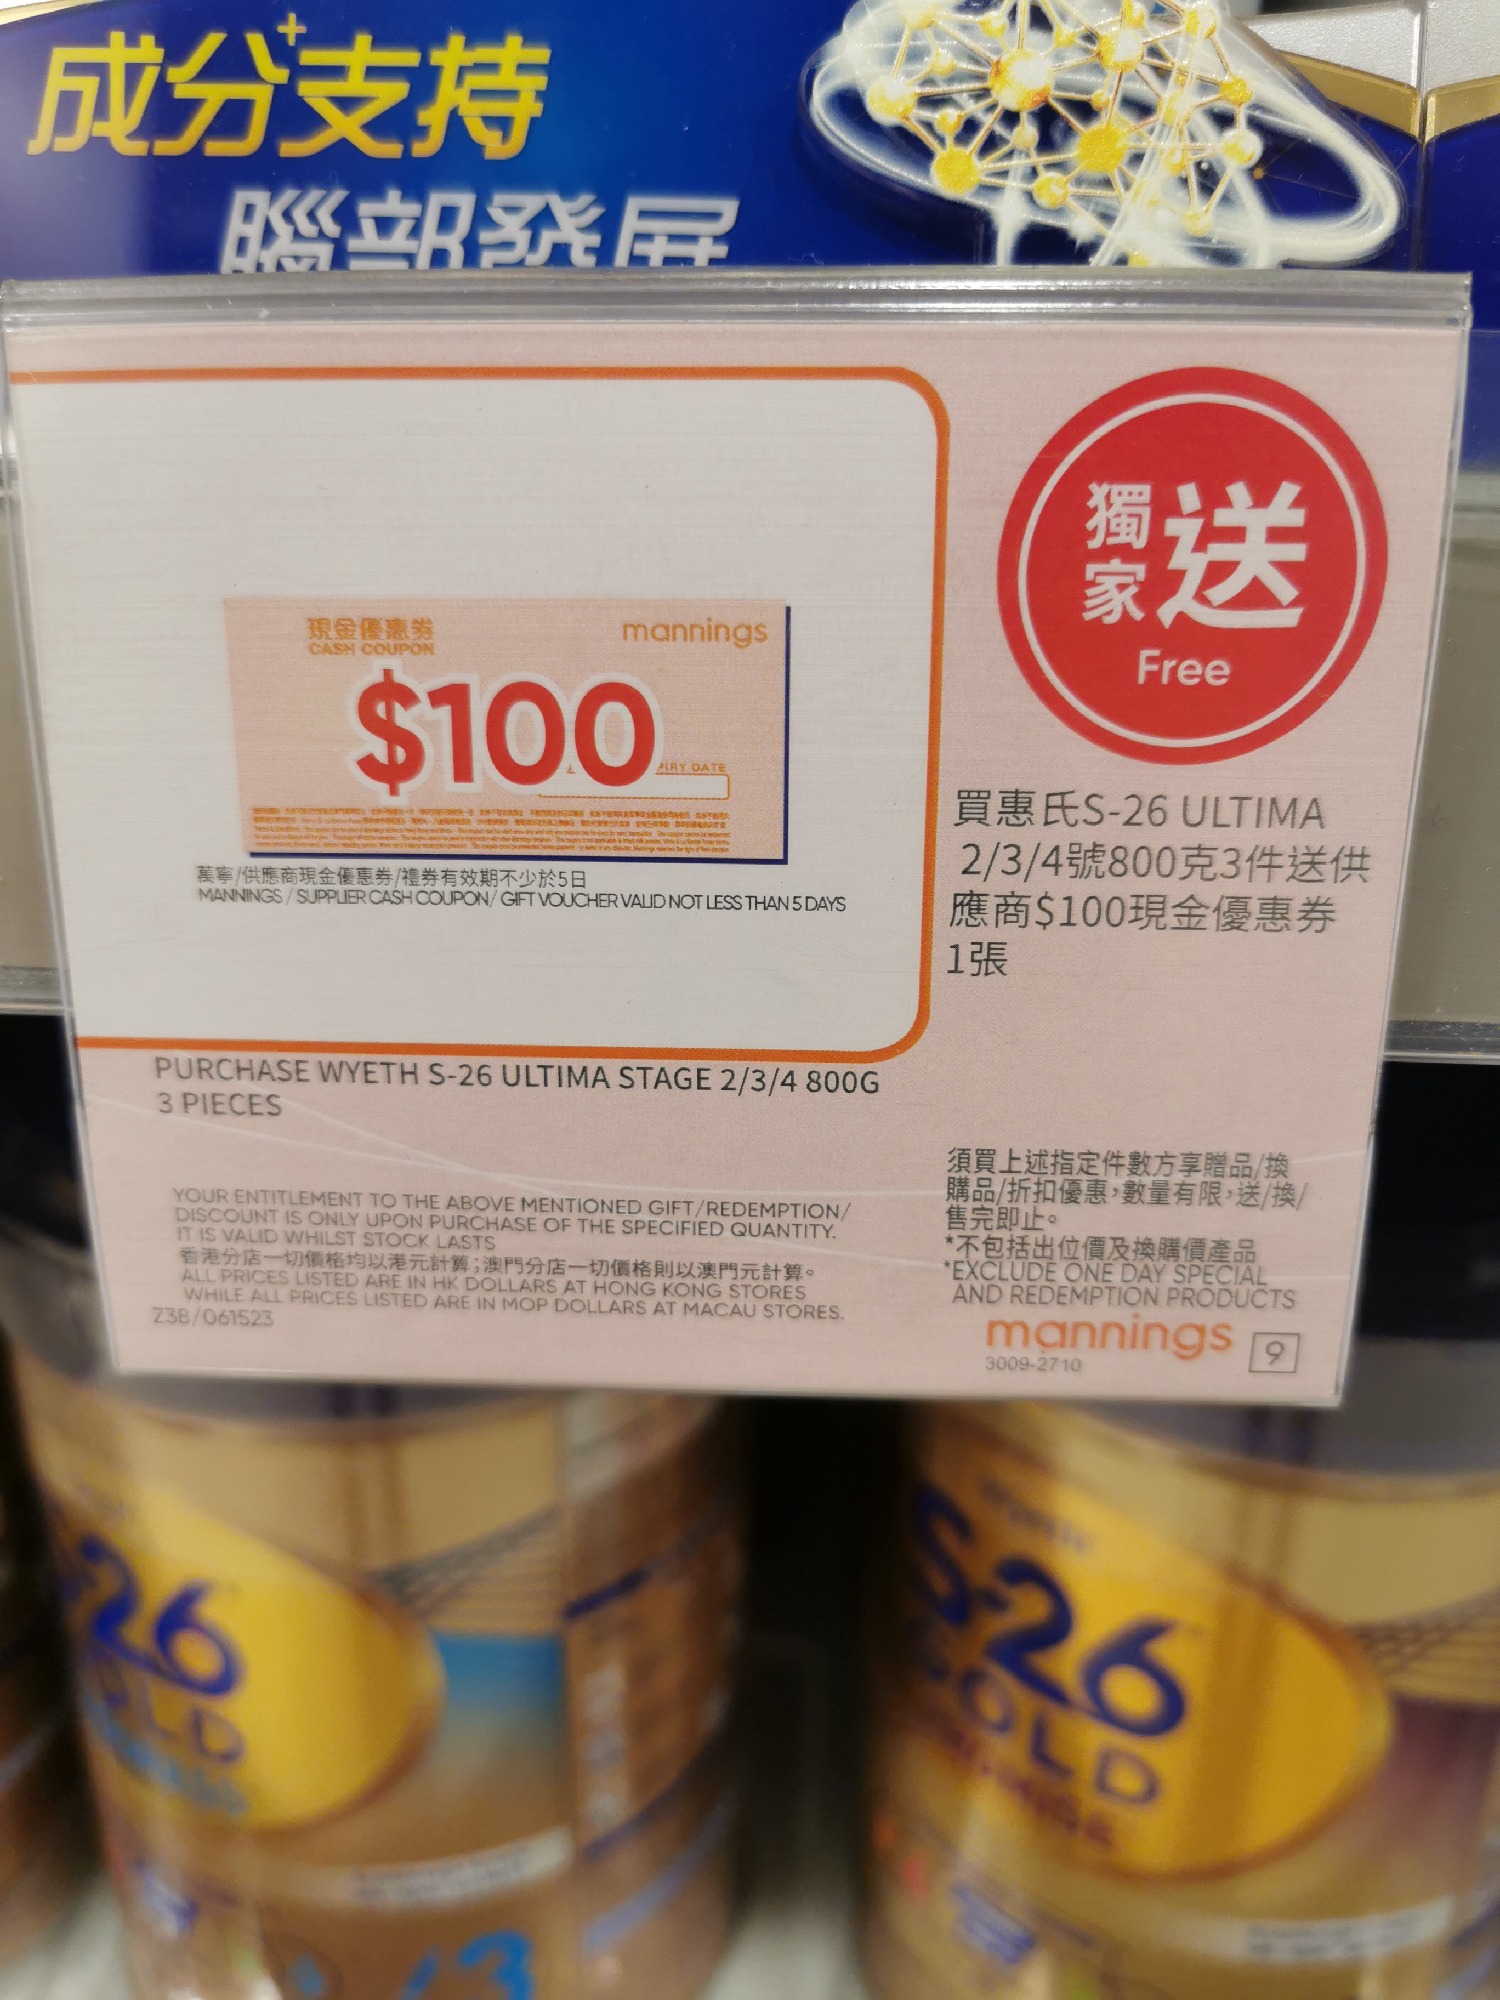 成分+支持
腦部發展
獨家送
Free
現金優惠券
CASH COUPON
mannings
$100
PIRY DATE
萬寧/供應商現金優惠券/禮券有效期不少於5日
MANNINGS / SUPPLIER CASH COUPON/ GIFT VOUCHER VALID NOT LESS THAN 5 DAYS
買惠氏S-26 ULTIMA
2/3/4號800克3件送供
應商$100現金優惠券
1張
PURCHASE WYETH S-26 ULTIMA STAGE 2/3/4 800G
3 PIECES
YOUR ENTITLEMENT TO THE ABOVE MENTIONED GIFT/REDEMPTION/
DISCOUNT IS ONLY UPON PURCHASE OF THE SPECIFIED QUANTITY.
IT IS VALID WHILST STOCK LASTS
香港分店一切價格均以港元計算;澳門分店一切價格則以澳門元計算。
ALL PRICES LISTED ARE IN HK DOLLARS AT HONG KONG STORES
WHILE ALL PRICES LISTED ARE IN MOP DOLLARS AT MACAU STORES.
Z38/061523
須買上述指定件數方享贈品/換
購品/折扣優惠,數量有限,送/換/
售完即止。
*不包括出位價及換購價產品
*EXCLUDE ONE DAY SPECIAL
AND REDEMPTION PRODUCTS
mannings
3009-2710
9
-26
OLD
3
S-26
GOLD